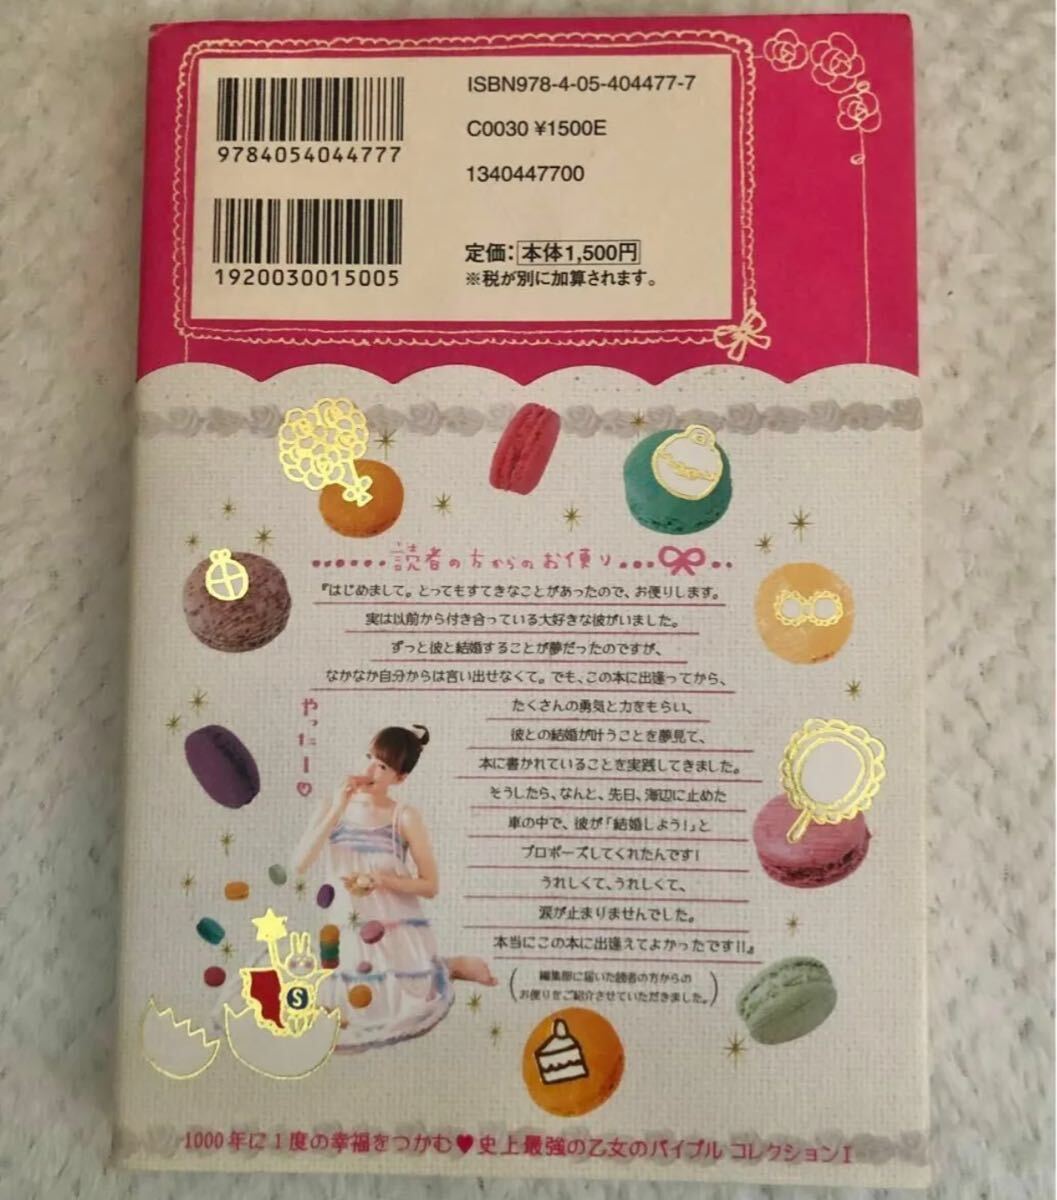 ISBN978-4-05-404477-7
C0030 ¥1500E
1340447700
9784054044777
1920030015005
定価：本体1,500円
※税が別に加算されます。
......読者の方からのお便り.....
『はじめまして。とってもすてきなことがあったので、お便りします。
実は以前から付き合っている大好きな彼がいました。
ずっと彼と結婚することが夢だったのですが、
なかなか自分からは言い出せなくて。でも、この本に出逢ってから、
たくさんの勇気と力をもらい、
彼との結婚が叶うことを夢見て、
本に書かれていることを実践してきました。
そうしたら、なんと、先日、海辺に止めた
車の中で、彼が「結婚しよう！」と
プロポーズしてくれたんです！
うれしくて、うれしくて、
涙が止まりませんでした。
本当にこの本に出逢えてよかったです!!』
（編集部に届いた読者の方からの
お便りをご紹介させていただきました。）
やったー♡
S
1000年に1度の幸福をつかむ♥史上最強の乙女のバイブル コレクションⅠ